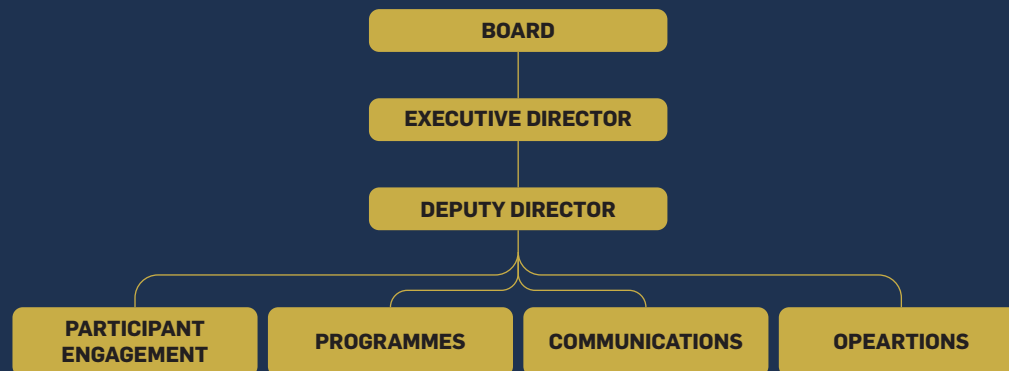 BOARD
EXECUTIVE DIRECTOR
DEPUTY DIRECTOR
PARTICIPANT
ENGAGEMENT
PROGRAMMES
COMMUNICATIONS
OPEARTIONS